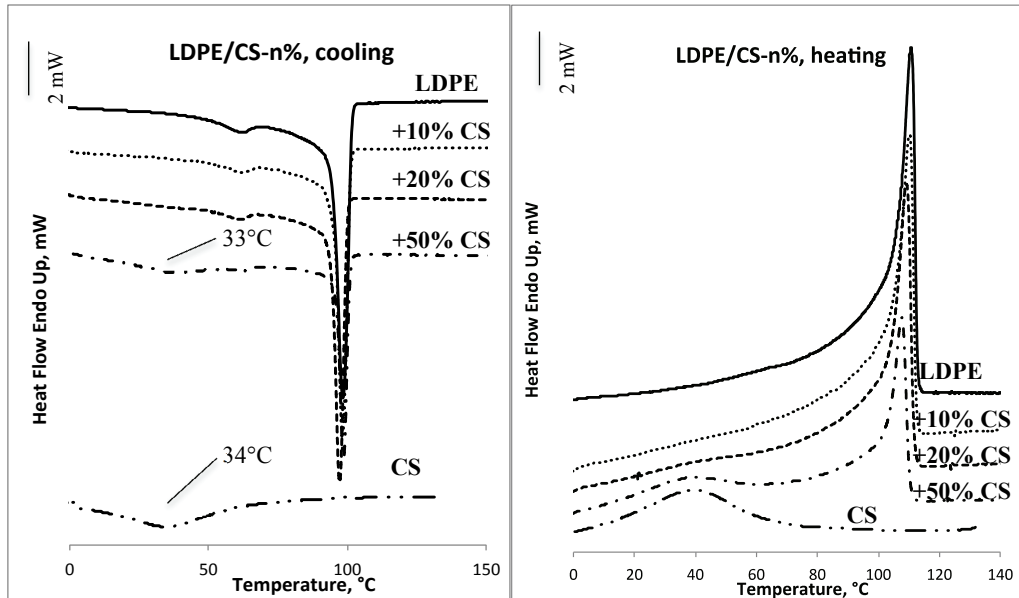 LDPE/CS-n%, cooling
2 mW
LDPE
+10% CS
+20% CS
+50% CS
33°C
34°C
CS
Heat Flow Endo Up, mW
0
50
100
150
Temperature, °C
LDPE/CS-n%, heating
2 mW
LDPE
+10% CS
+20% CS
+50% CS
CS
Heat Flow Endo Up, mW
0
20
40
60
80
100
120
140
Temperature, °C